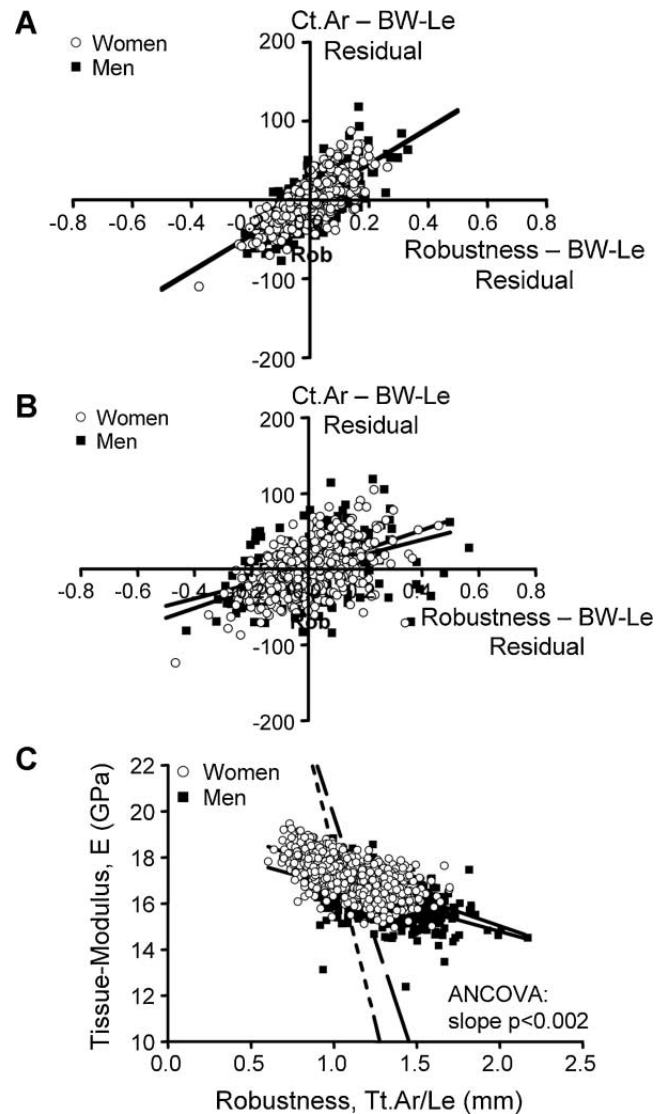 A
Ct.Ar – BW-Le
Residual
Women
Men
200
100
-0.8 -0.6 -0.4 -0.2 0.2 0.4 0.6 0.8
Rob
Robustness – BW-Le
Residual
-100
-200
B
Ct.Ar – BW-Le
Residual
Women
Men
200
100
-0.8 -0.6 -0.4 0.4 0.6 0.8
Rob
Robustness – BW-Le
Residual
-100
-200
C
Women
Men
Tissue-Modulus, E (GPa)
22
20
18
16
14
12
10
ANCOVA:
slope p<0.002
0.0 0.5 1.0 1.5 2.0 2.5
Robustness, Tt.Ar/Le (mm)